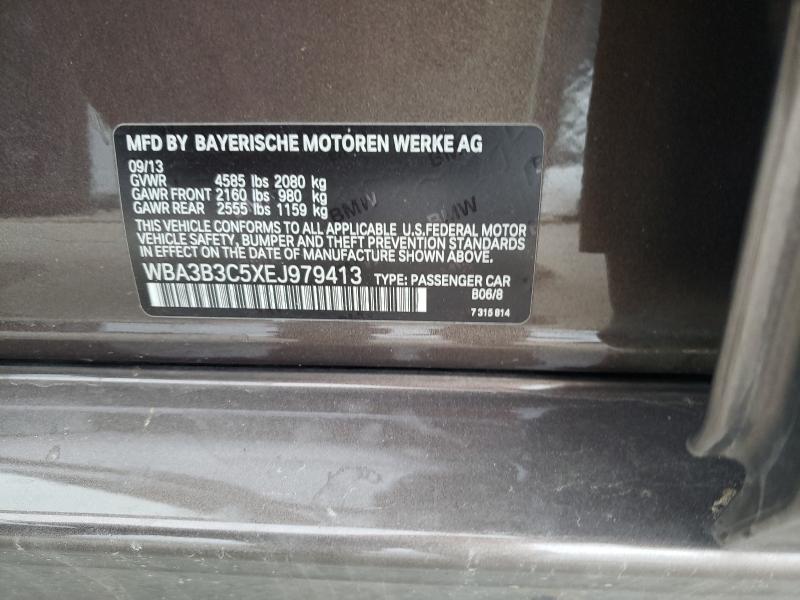 MFD BY BAYERISCHE MOTOREN WERKE AG
09/13
GVWR 4585 lbs 2080 kg
GAWR FRONT 2160 lbs 980 kg
GAWR REAR 2555 lbs 1159 kg
THIS VEHICLE CONFORMS TO ALL APPLICABLE U.S.FEDERAL MOTOR
VEHICLE SAFETY, BUMPER AND THEFT PREVENTION STANDARDS
IN EFFECT ON THE DATE OF MANUFACTURE SHOWN ABOVE.
WBA3B3C5XEJ979413 TYPE: PASSENGER CAR
B06/8
7 315 814
BMW
BMW
BMW